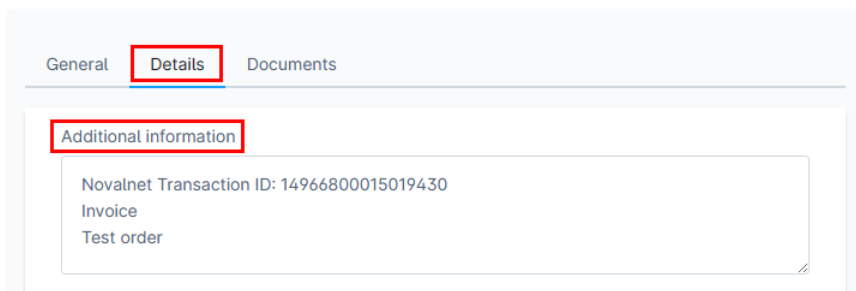 General Details Documents
Additional information
Novalnet Transaction ID: 14966800015019430
Invoice
Test order